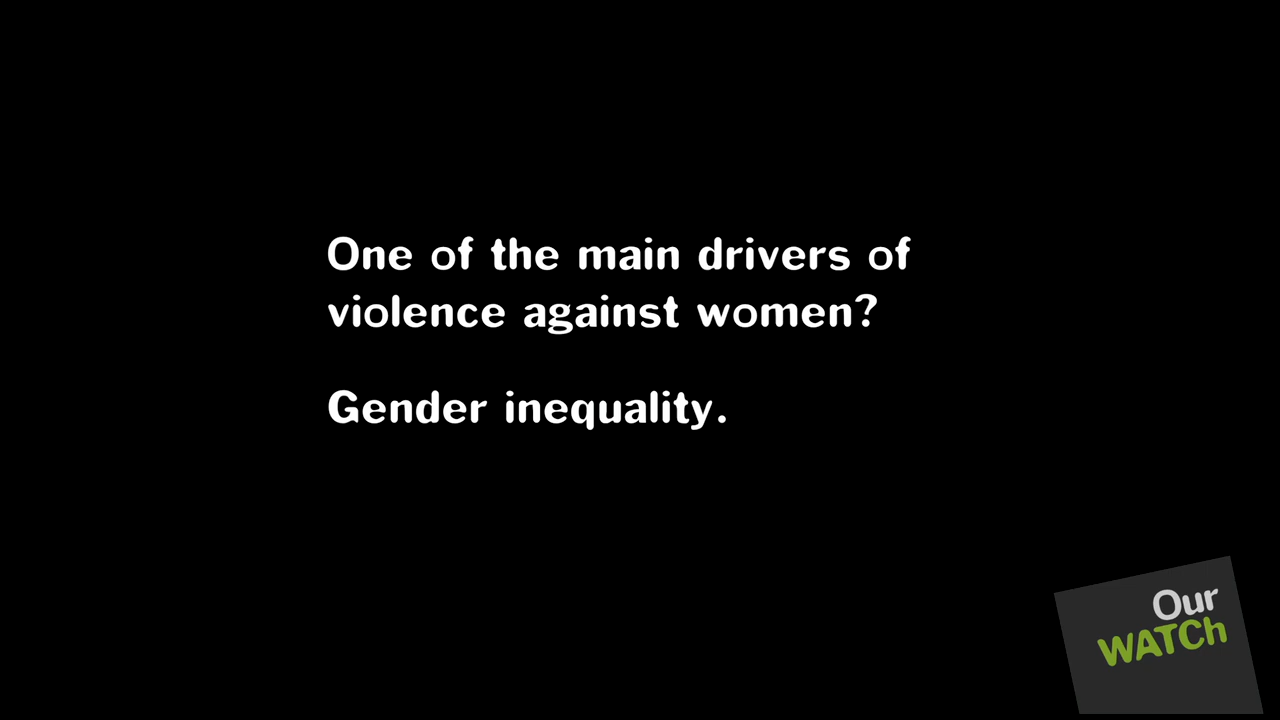 One of the main drivers of
violence against women?
Gender inequality.
Our
WATCh